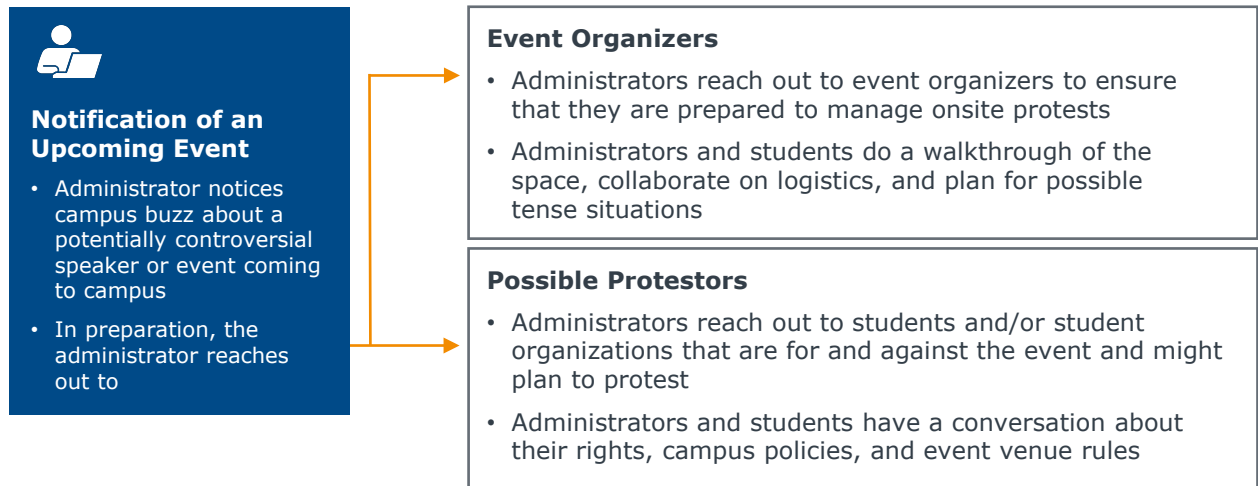 Notification of an
Upcoming Event
• Administrator notices
campus buzz about a
potentially controversial
speaker or event coming
to campus
• In preparation, the
administrator reaches
out to
Event Organizers
• Administrators reach out to event organizers to ensure
that they are prepared to manage onsite protests
• Administrators and students do a walkthrough of the
space, collaborate on logistics, and plan for possible
tense situations
Possible Protestors
• Administrators reach out to students and/or student
organizations that are for and against the event and might
plan to protest
• Administrators and students have a conversation about
their rights, campus policies, and event venue rules